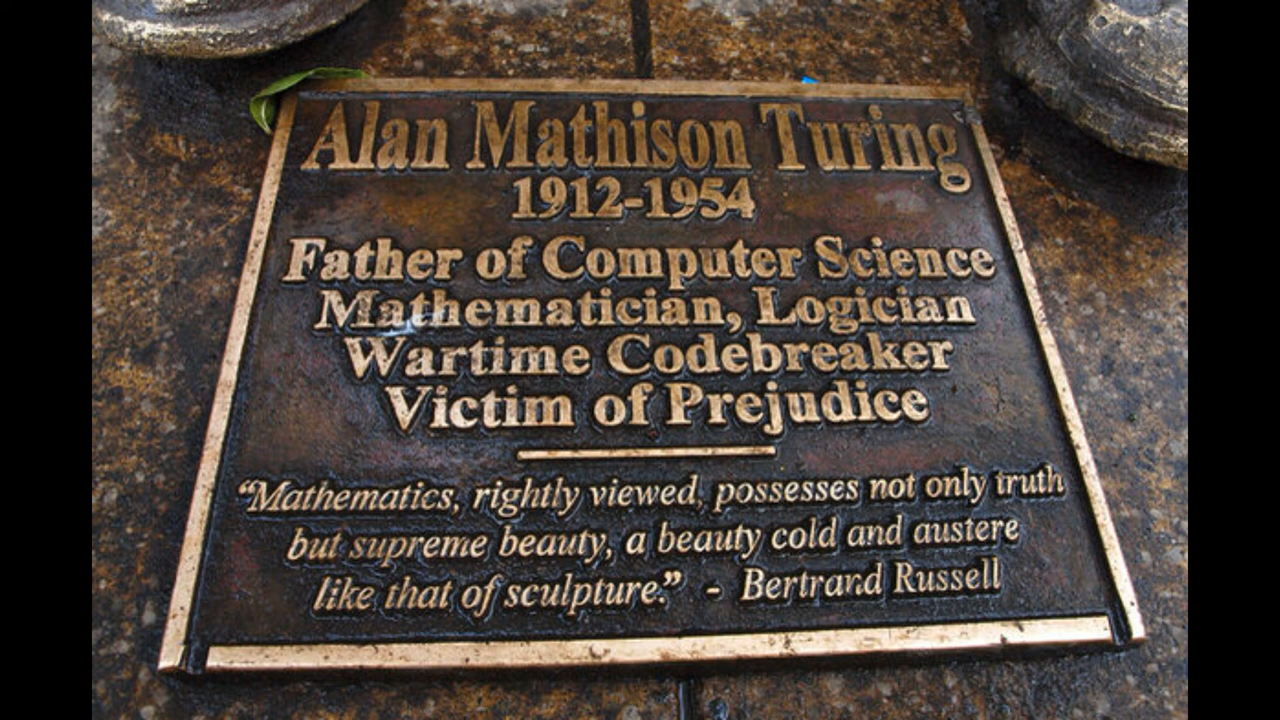 Alan Mathison Turing
1912-1954
Father of Computer Science
Mathematician, Logician
Wartime Codebreaker
Victim of Prejudice
“Mathematics, rightly viewed, possesses not only truth
but supreme beauty, a beauty cold and austere
like that of sculpture.” - Bertrand Russell